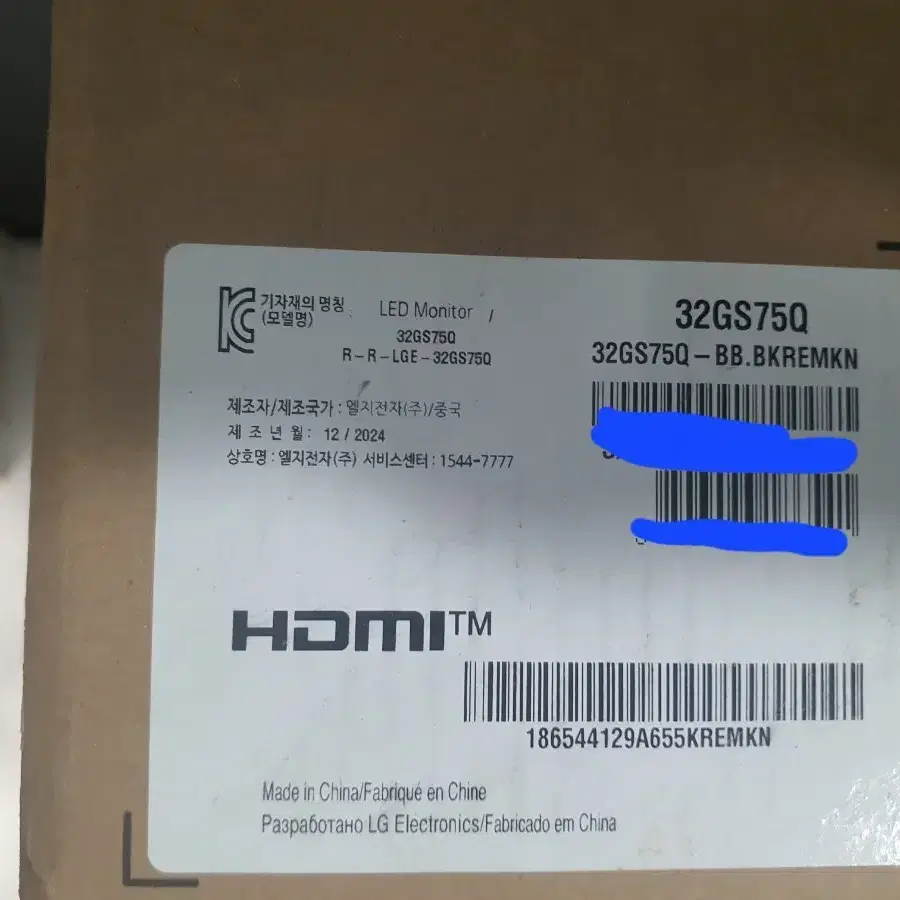 기자재의 명칭 : LED Monitor /
(모델명)
32GS75Q
R-R-LGE-32GS75Q
제조자/제조국가 : 엘지전자(주)/중국
제 조 년 월 : 12 / 2024
상호명 : 엘지전자(주) 서비스센터 : 1544-7777
32GS75Q
32GS75Q-BB.BKREMKN
HDMI™
186544129A655KREMKN
Made in China/Fabriqué en Chine
Разработано LG Electronics/Fabricado em China